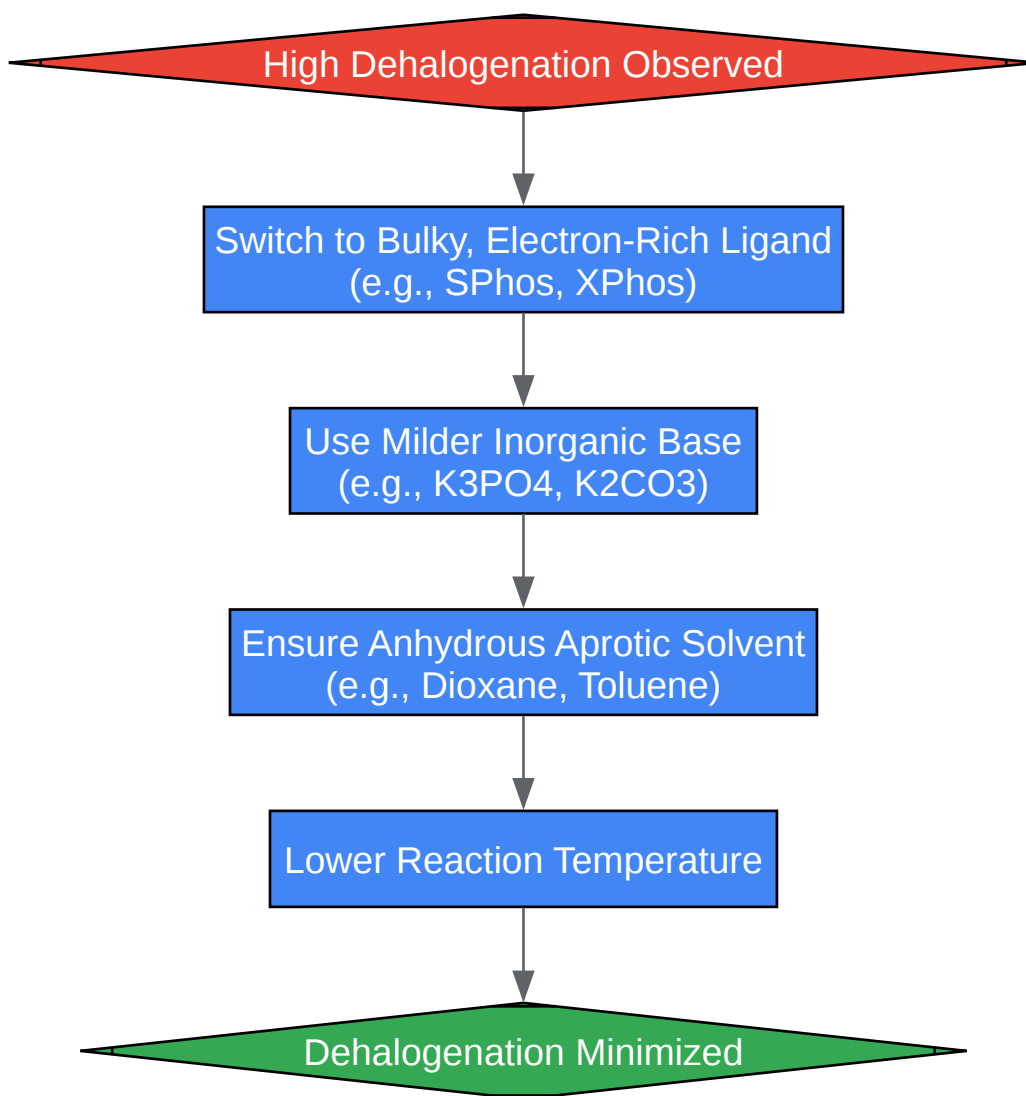 High Dehalogenation Observed
Switch to Bulky, Electron-Rich Ligand
(e.g., SPhos, XPhos)
Use Milder Inorganic Base
(e.g., K3PO4, K2CO3)
Ensure Anhydrous Aprotic Solvent
(e.g., Dioxane, Toluene)
Lower Reaction Temperature
Dehalogenation Minimized